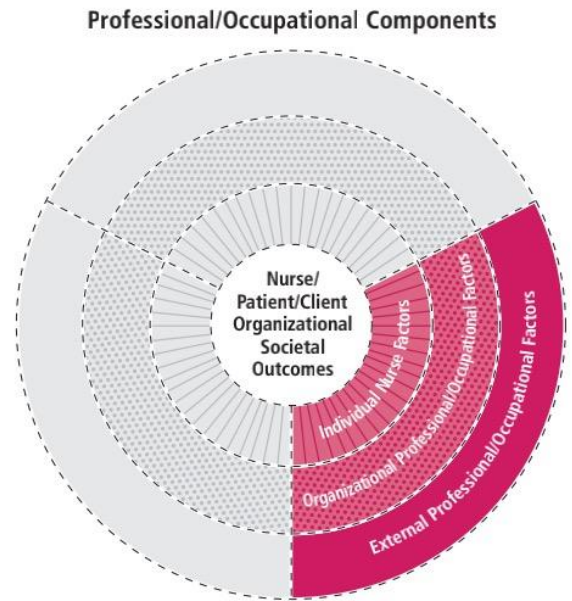 Professional/Occupational Components
Nurse/
Patient/Client
Organizational
Societal
Outcomes
Individual Nurse Factors
Organizational Professional/Occupational Factors
External Professional/Occupational Factors